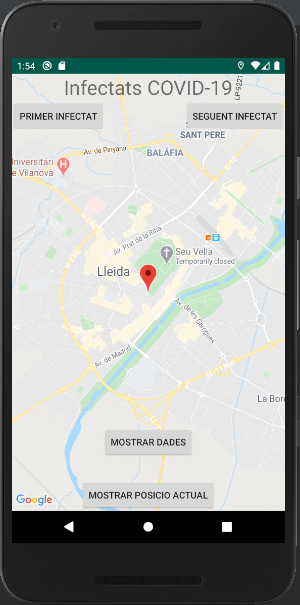 1:54
Infectats COVID-19
LP-9221
PRIMER INFECTAT
SEGUENT INFECTAT
SANT PERE
Av. de Pinyana
BALÀFIA
Universitari
de Vilanova
Av. Prat de la Riba
Seu Vella
Temporarily closed
Lleida
Av. de les Garrigues
Av. de Madrid
La Bor
MOSTRAR DADES
MOSTRAR POSICIO ACTUAL
Google